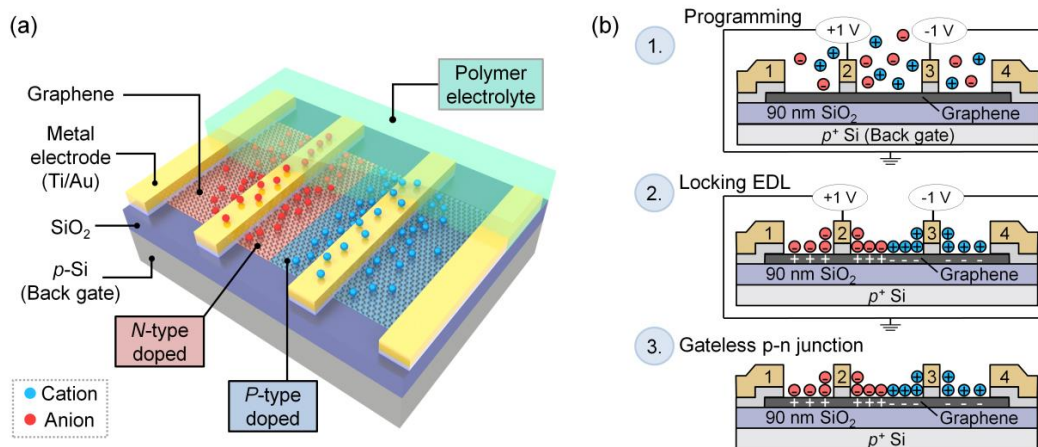 (a)
Polymer
electrolyte
Graphene
Metal
electrode
(Ti/Au)
SiO2
p-Si
(Back gate)
N-type
doped
P-type
doped
Cation
Anion
(b)
Programming
1.
+1 V
-1 V
1
2
3
4
90 nm SiO2
Graphene
p+ Si (Back gate)
Locking EDL
2.
+1 V
-1 V
1
2
3
4
+ + +
+++
- - - -
- - -
90 nm SiO2
Graphene
p+ Si
3.
Gateless p-n junction
1
2
3
4
+ + +
+++
- - - -
- - -
90 nm SiO2
Graphene